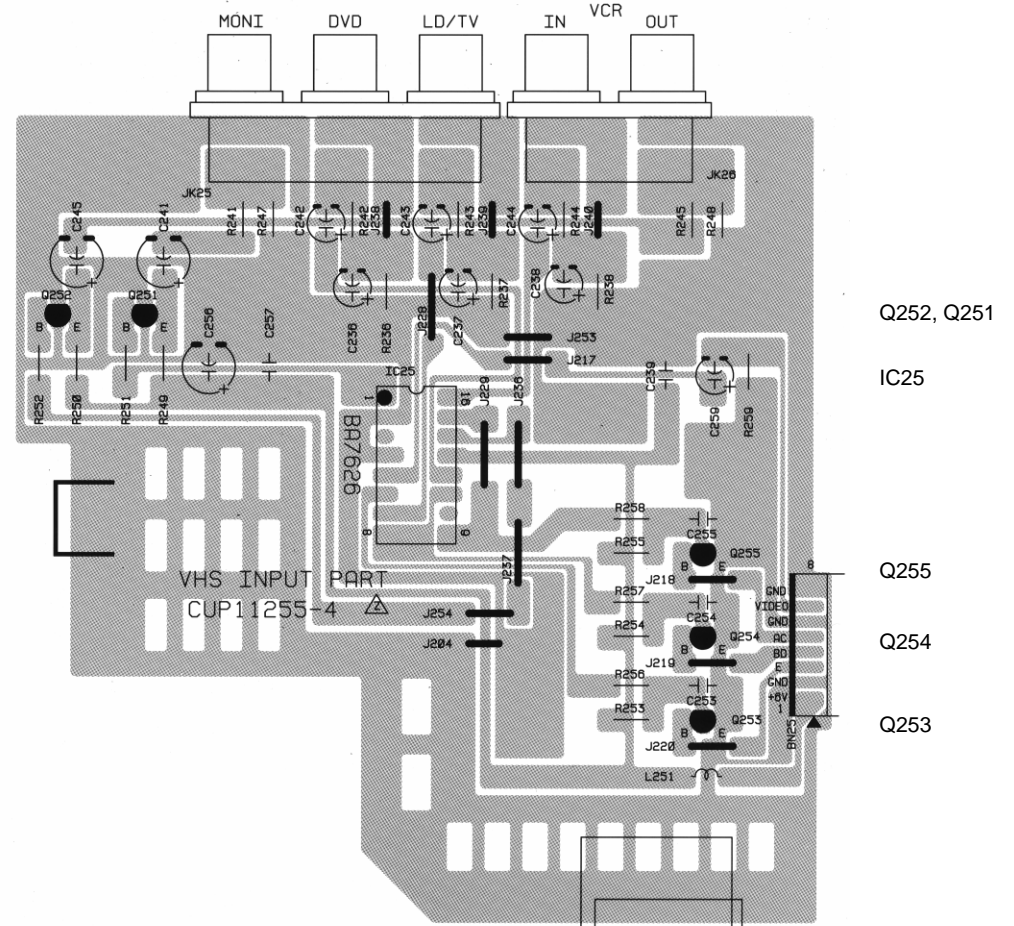 MONI DVD LD/TV IN VCR OUT
JK25 JK26
C245 C241 R241 R247 C242 R242 J238 C243 R243 J239 C244 R244 J240 R245 R248
Q252 Q251
B E B E
C236 R236 J228 C237 R237 C238 R238
Q252, Q251
C256 C257
J253
J217
IC25
C239 C259 R259
IC25
R252 R250 R251 R249
1 16
J229 J236
BA7626
8 9
R258
C255
R255 Q255
B E
J218
J237
Q255
8
GND
VIDEO
GND
AC
BD
E
GND
+6V
1
BN25
VHS INPUT PART
CUP11255-4 Z
R257
C254
J254
R254 Q254
B E
J204
J219
Q254
R256
C253
R253 Q253
B E
J220
Q253
L251